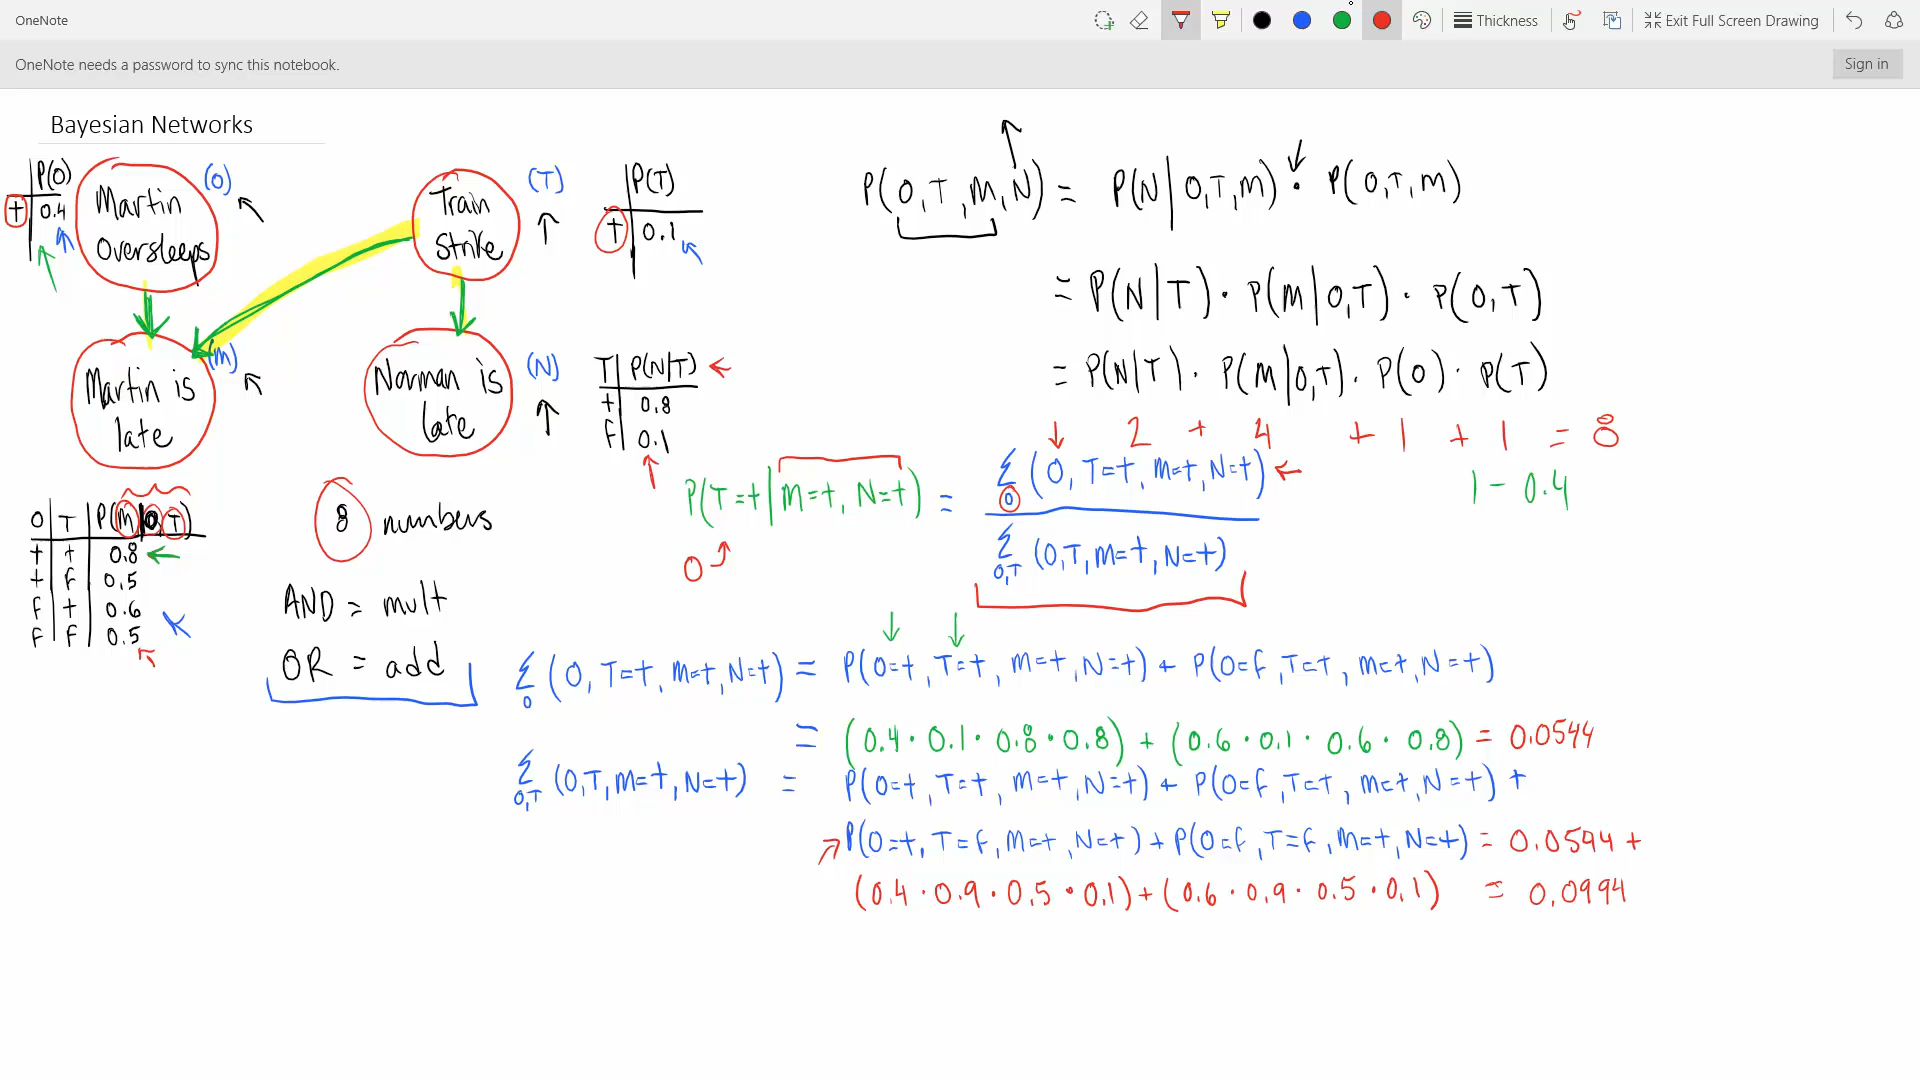 OneNote
Thickness
Exit Full Screen Drawing
OneNote needs a password to sync this notebook.
Sign in
Bayesian Networks
P(O)
t 0.4
Martin Oversleeps
(O)
Train Strike
(T)
P(T)
t 0.1
Martin is late
(M)
Norman is late
(N)
T P(N|T)
t 0.8
F 0.1
O T P(M|O,T)
t t 0.8
t F 0.5
F t 0.6
F F 0.5
8 numbers
AND = mult
OR = add
P(O,T,M,N) = P(N|O,T,M) · P(O,T,M)
= P(N|T) · P(M|O,T) · P(O,T)
= P(N|T) · P(M|O,T) · P(O) · P(T)
2 + 4 + 1 + 1 = 8
1 - 0.4
P(T=t|M=t, N=t) = Σ O (O, T=t, M=t, N=t)
Σ O,T (O,T,M=t, N=t)
O
Σ O (O, T=t, M=t, N=t) = P(O=t, T=t, M=t, N=t) + P(O=f, T=t, M=t, N=t)
= (0.4 · 0.1 · 0.8 · 0.8) + (0.6 · 0.1 · 0.6 · 0.8) = 0.0544
Σ O,T (O,T,M=t, N=t) = P(O=t, T=t, M=t, N=t) + P(O=f, T=t, M=t, N=t) +
P(O=t, T=f, M=t, N=t) + P(O=f, T=f, M=t, N=t) = 0.0544 +
(0.4 · 0.9 · 0.5 · 0.1) + (0.6 · 0.9 · 0.5 · 0.1) = 0.0994